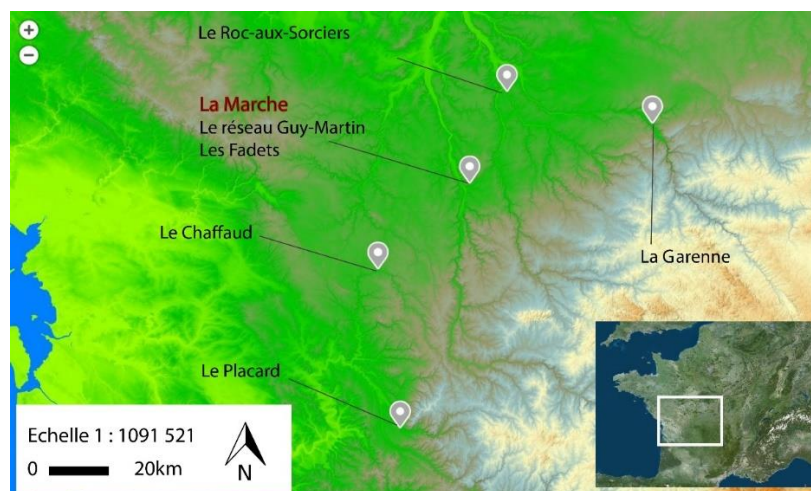 +
−
Le Roc-aux-Sorciers
La Marche
Le réseau Guy-Martin
Les Fadets
Le Chaffaud
La Garenne
Le Placard
Echelle 1 : 1091 521
0 20km
N